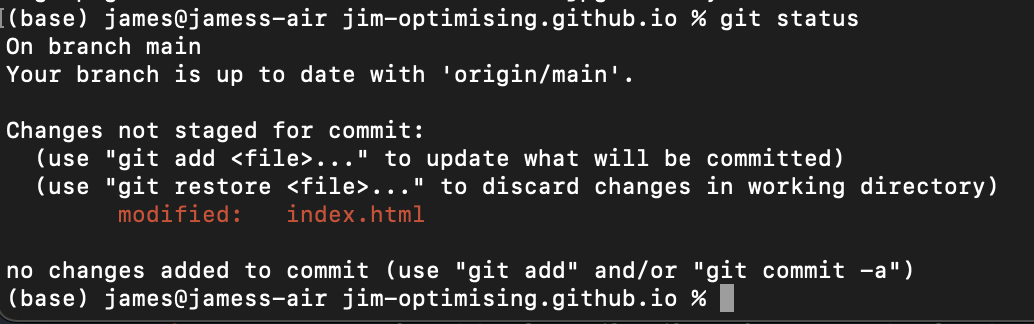 (base) james@jamess-air jim-optimising.github.io % git status
On branch main
Your branch is up to date with 'origin/main'.
Changes not staged for commit:
  (use "git add <file>..." to update what will be committed)
  (use "git restore <file>..." to discard changes in working directory)
        modified:   index.html
no changes added to commit (use "git add" and/or "git commit -a")
(base) james@jamess-air jim-optimising.github.io %